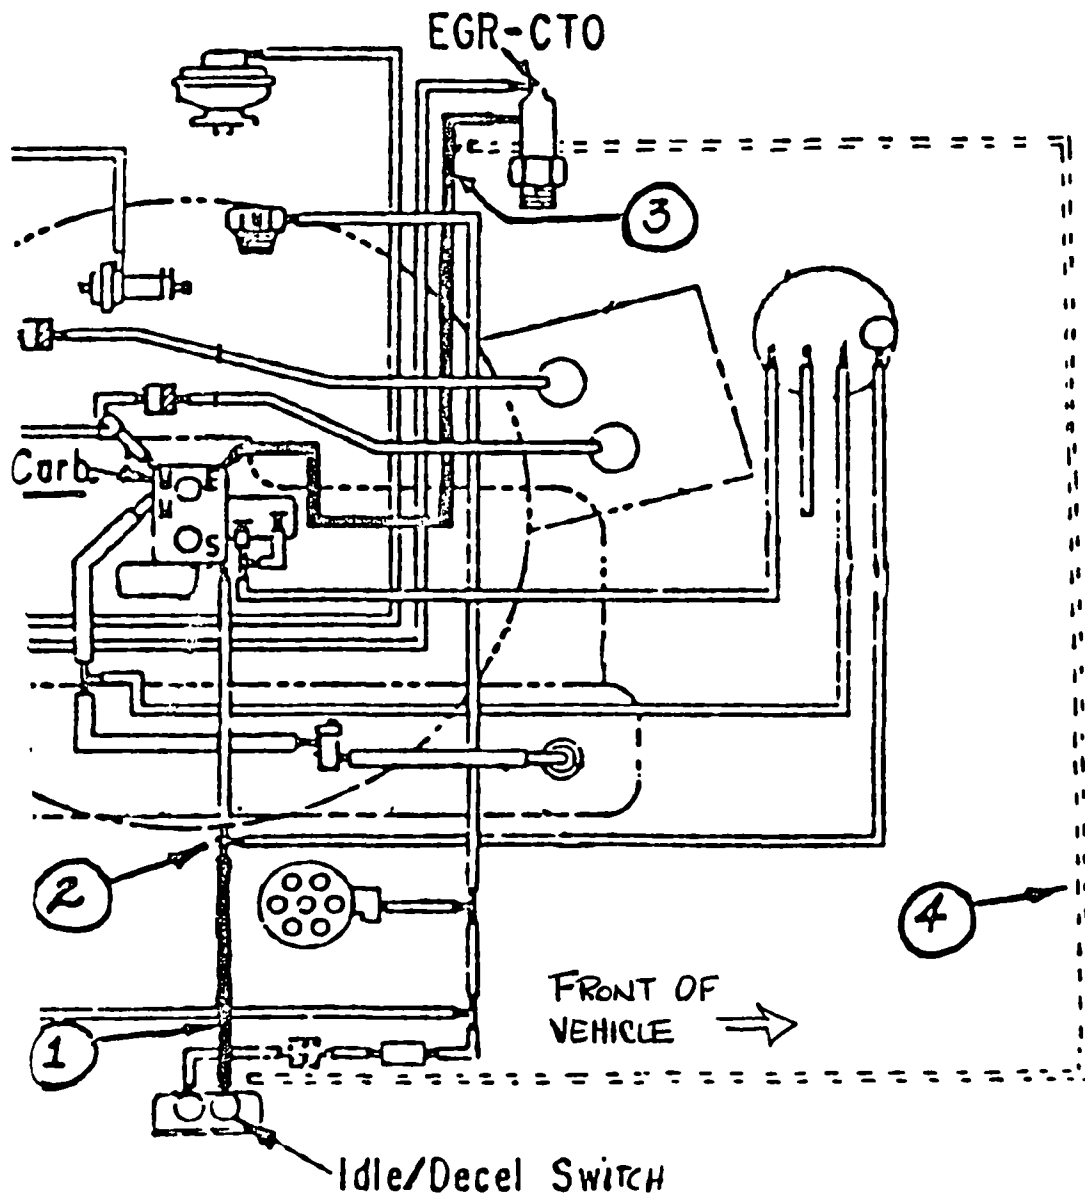 EGR-CTO
3
Carb.
E
S
2
4
FRONT OF
VEHICLE
1
Idle/Decel Switch